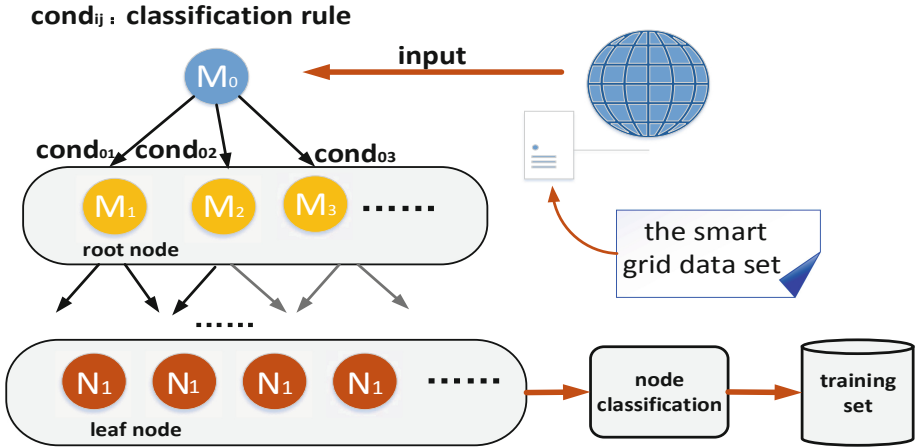 cond_ij : classification rule
input
M₀
cond₀₁ cond₀₂ cond₀₃
M₁ M₂ M₃ ......
root node
the smart
grid data set
......
N₁ N₁ N₁ N₁ ......
leaf node
node
classification
training
set